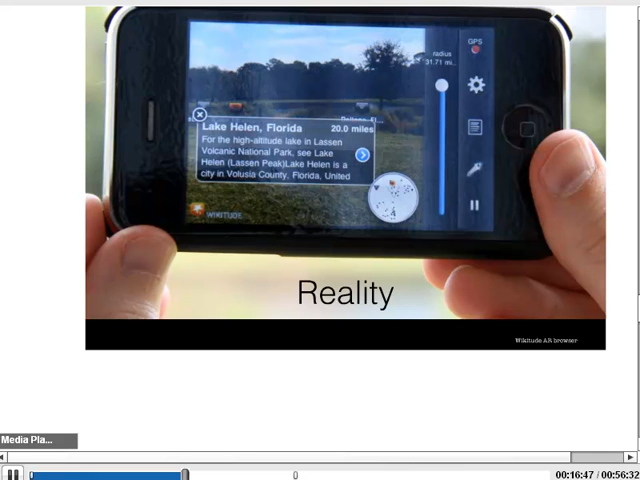 GPS
radius
31.71 mi..
Lake Helen, Florida 20.0 miles
For the high-altitude lake in Lassen
Volcanic National Park, see Lake
Helen (Lassen Peak)Lake Helen is a
city in Volusia County, Florida, United
WIKITUDE
Reality
Wikitude AR browser
Media Pla...
00:16:47 / 00:56:32